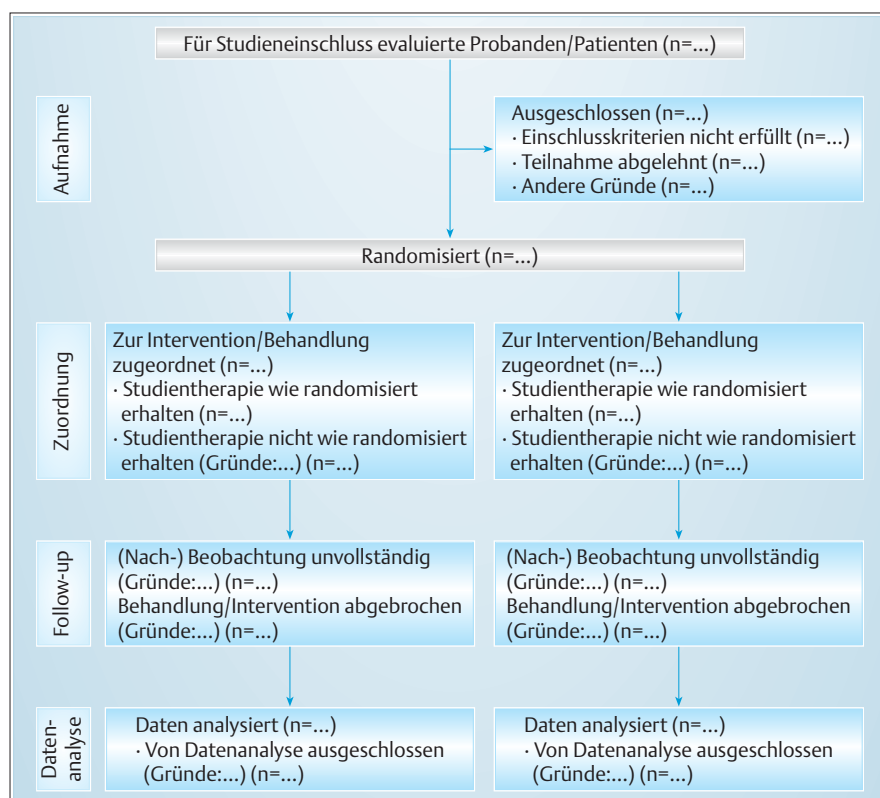 Für Studieneinschluss evaluierte Probanden/Patienten (n=...)
Aufnahme
Ausgeschlossen (n=...)
· Einschlusskriterien nicht erfüllt (n=...)
· Teilnahme abgelehnt (n=...)
· Andere Gründe (n=...)
Randomisiert (n=...)
Zuordnung
Zur Intervention/Behandlung
zugeordnet (n=...)
· Studientherapie wie randomisiert
erhalten (n=...)
· Studientherapie nicht wie randomisiert
erhalten (Gründe:...) (n=...)
Zur Intervention/Behandlung
zugeordnet (n=...)
· Studientherapie wie randomisiert
erhalten (n=...)
· Studientherapie nicht wie randomisiert
erhalten (Gründe:...) (n=...)
Follow-up
(Nach-) Beobachtung unvollständig
(Gründe:...) (n=...)
Behandlung/Intervention abgebrochen
(Gründe:...) (n=...)
(Nach-) Beobachtung unvollständig
(Gründe:...) (n=...)
Behandlung/Intervention abgebrochen
(Gründe:...) (n=...)
Daten-
analyse
Daten analysiert (n=...)
· Von Datenanalyse ausgeschlossen
(Gründe:...) (n=...)
Daten analysiert (n=...)
· Von Datenanalyse ausgeschlossen
(Gründe:...) (n=...)